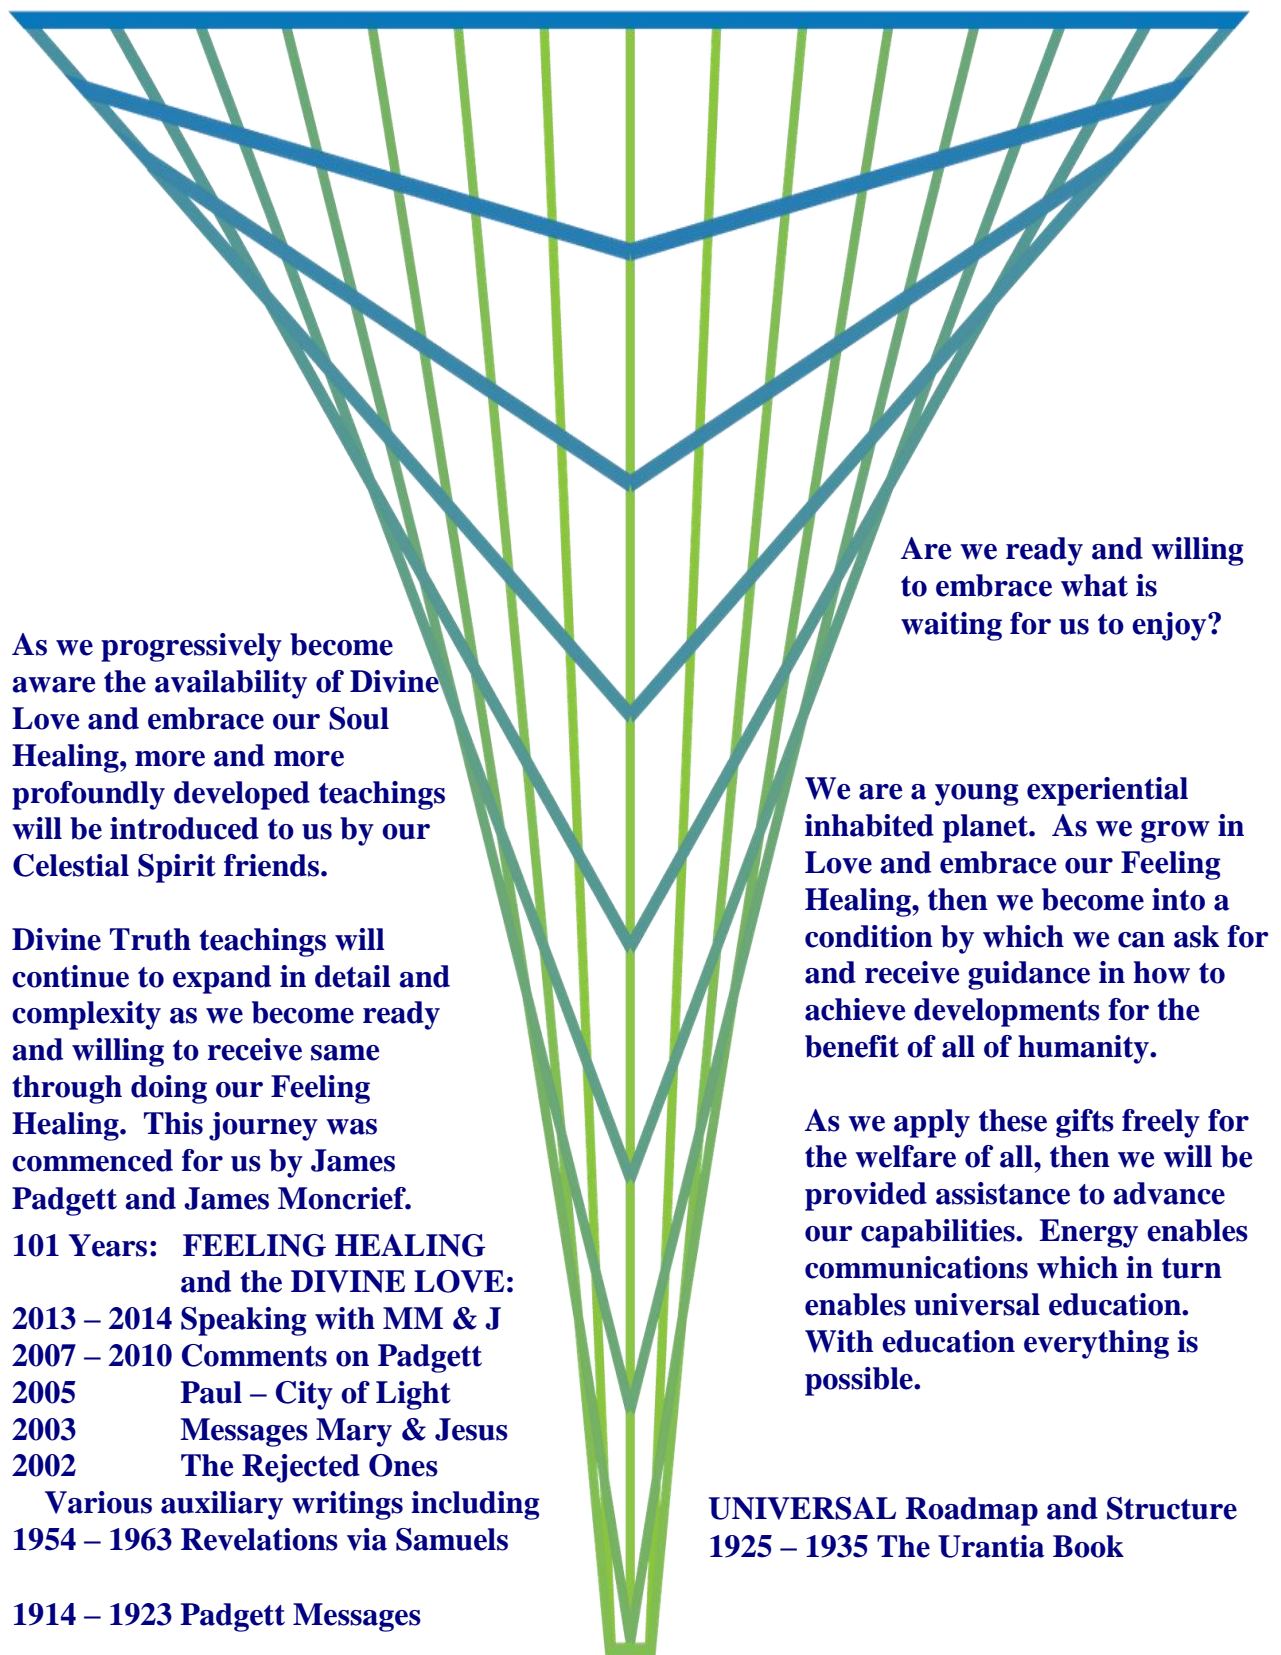 Are we ready and willing
to embrace what is
waiting for us to enjoy?
As we progressively become
aware the availability of Divine
Love and embrace our Soul
Healing, more and more
profoundly developed teachings
will be introduced to us by our
Celestial Spirit friends.
Divine Truth teachings will
continue to expand in detail and
complexity as we become ready
and willing to receive same
through doing our Feeling
Healing.  This journey was
commenced for us by James
Padgett and James Moncrief.
101 Years:   FEELING HEALING
and the DIVINE LOVE:
2013 – 2014 Speaking with MM & J
2007 – 2010 Comments on Padgett
2005 Paul – City of Light
2003 Messages Mary & Jesus
2002 The Rejected Ones
Various auxiliary writings including
1954 – 1963 Revelations via Samuels
1914 – 1923 Padgett Messages
We are a young experiential
inhabited planet.  As we grow in
Love and embrace our Feeling
Healing, then we become into a
condition by which we can ask for
and receive guidance in how to
achieve developments for the
benefit of all of humanity.
As we apply these gifts freely for
the welfare of all, then we will be
provided assistance to advance
our capabilities.  Energy enables
communications which in turn
enables universal education.
With education everything is
possible.
UNIVERSAL Roadmap and Structure
1925 – 1935 The Urantia Book